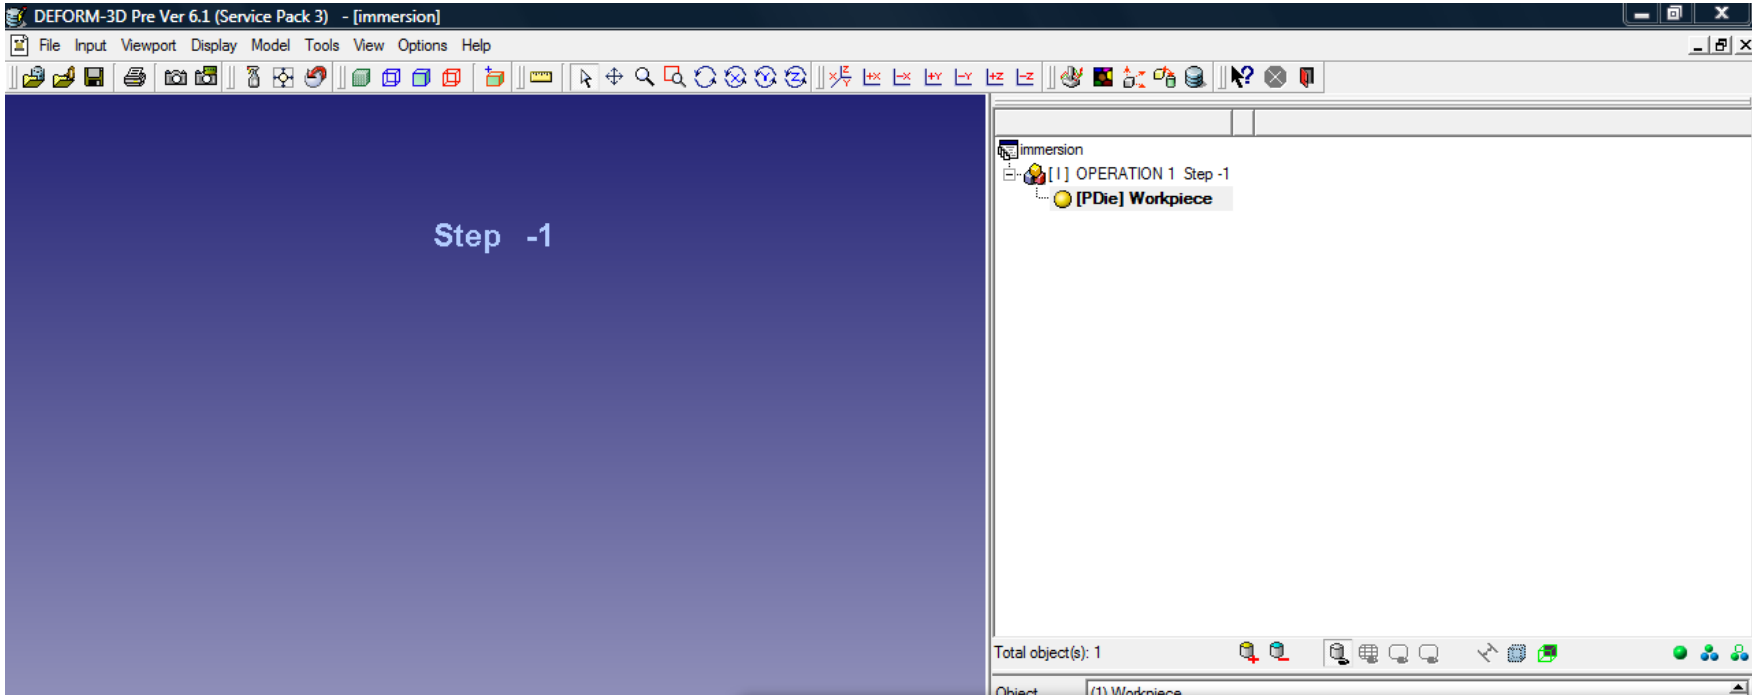 DEFORM-3D Pre Ver 6.1 (Service Pack 3) - [immersion]
File Input Viewport Display Model Tools View Options Help
immersion
[ I ] OPERATION 1 Step -1
[PDie] Workpiece
Step -1
Total object(s): 1
Object (1) Workpiece